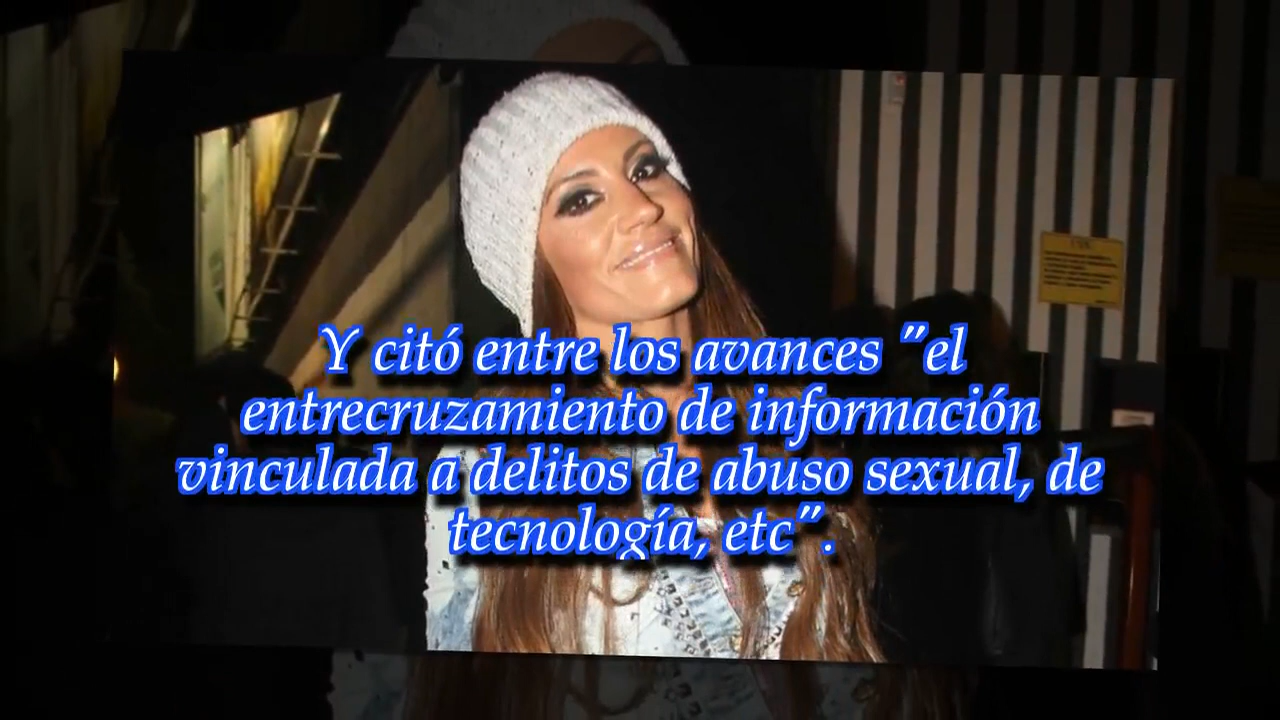 Y citó entre los avances "el
entrecruzamiento de información
vinculada a delitos de abuso sexual, de
tecnología, etc".